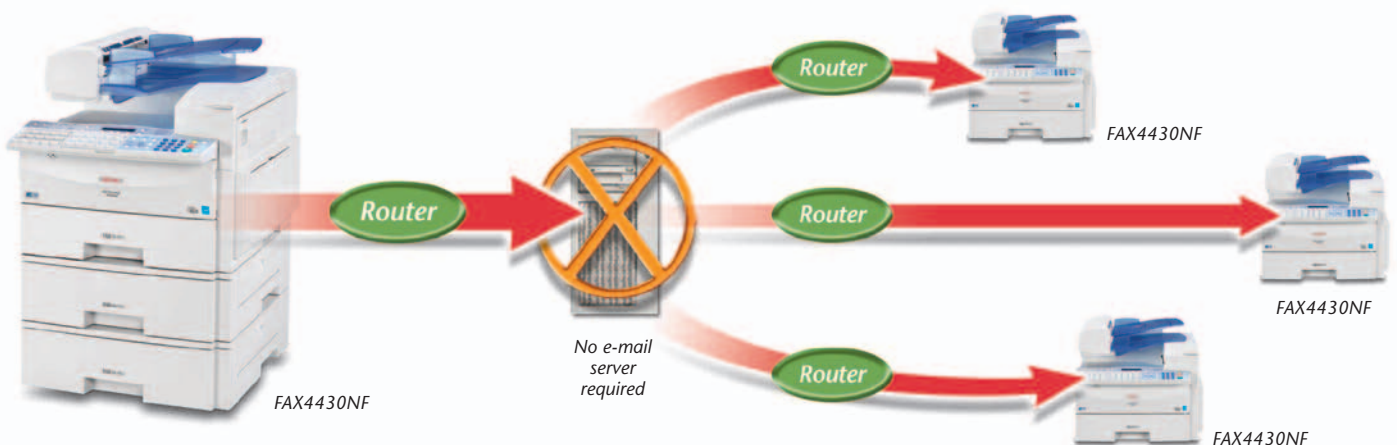 Router
FAX4430NF
Router
Router
FAX4430NF
No e-mail
server
required
Router
FAX4430NF
FAX4430NF